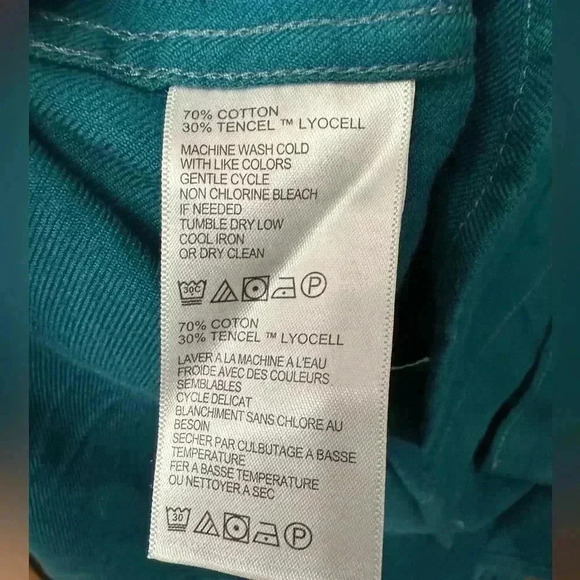 70% COTTON
30% TENCEL ™ LYOCELL
MACHINE WASH COLD
WITH LIKE COLORS
GENTLE CYCLE
NON CHLORINE BLEACH
IF NEEDED
TUMBLE DRY LOW
COOL IRON
OR DRY CLEAN
30C P
70% COTON
30% TENCEL ™ LYOCELL
LAVER A LA MACHINE A L'EAU
FROIDE AVEC DES COULEURS
SEMBLABLES
CYCLE DELICAT
BLANCHIMENT SANS CHLORE AU
BESOIN
SECHER PAR CULBUTAGE A BASSE
TEMPERATURE
FER A BASSE TEMPERATURE
OU NETTOYER A SEC
30 P